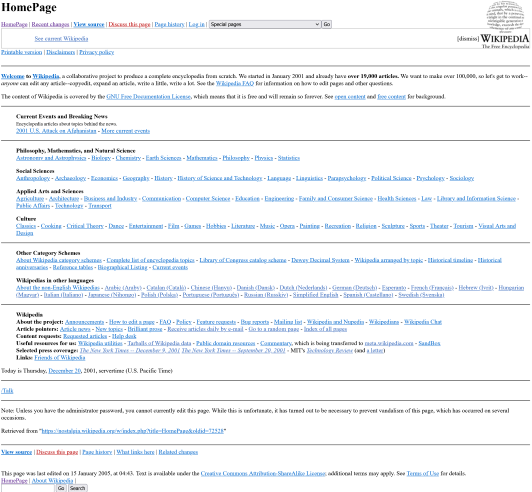 HomePage
HomePage | Recent changes | View source | Discuss this page | Page history | Log in | Special pages Go
See current Wikipedia
[dismiss] WIKIPEDIA
The Free Encyclopedia
Printable version | Disclaimers | Privacy policy
Welcome to Wikipedia, a collaborative project to produce a complete encyclopedia from scratch. We started in January 2001 and already have over 19,000 articles. We want to make over 100,000, so let's get to work--
anyone can edit any article--copyedit, expand an article, write a little, write a lot. See the Wikipedia FAQ for information on how to edit pages and other questions.
The content of Wikipedia is covered by the GNU Free Documentation License, which means that it is free and will remain so forever. See open content and free content for background.
Current Events and Breaking News
Encyclopedia articles about topics behind the news.
2001 U.S. Attack on Afghanistan - More current events
Philosophy, Mathematics, and Natural Science
Astronomy and Astrophysics - Biology - Chemistry - Earth Sciences - Mathematics - Philosophy - Physics - Statistics
Social Sciences
Anthropology - Archaeology - Economics - Geography - History - History of Science and Technology - Language - Linguistics - Parapsychology - Political Science - Psychology - Sociology
Applied Arts and Sciences
Agriculture - Architecture - Business and Industry - Communication - Computer Science - Education - Engineering - Family and Consumer Science - Health Sciences - Law - Library and Information Science -
Public Affairs - Technology - Transport
Culture
Classics - Cooking - Critical Theory - Dance - Entertainment - Film - Games - Hobbies - Literature - Music - Opera - Painting - Recreation - Religion - Sculpture - Sports - Theater - Tourism - Visual Arts and
Design
Other Category Schemes
About Wikipedia category schemes - Complete list of encyclopedia topics - Library of Congress catalog scheme - Dewey Decimal System - Wikipedia arranged by topic - Historical timeline - Historical
anniversaries - Reference tables - Biographical Listing - Current events
Wikipedias in other languages
About the non-English Wikipedias - Arabic (Araby) - Catalan (Català) - Chinese (Hanyu) - Danish (Dansk) - Dutch (Nederlands) - German (Deutsch) - Esperanto - French (Français) - Hebrew (Ivrit) - Hungarian
(Magyar) - Italian (Italiano) - Japanese (Nihongo) - Polish (Polska) - Portuguese (Português) - Russian (Russkiy) - Simplified English - Spanish (Castellano) - Swedish (Svenska)
Wikipedia
About the project: Announcements - How to edit a page - FAQ - Policy - Feature requests - Bug reports - Mailing list - Wikipedia and Nupedia - Wikipedians - Wikipedia Chat
Article pointers: Article news - New topics - Brilliant prose - Receive articles daily by e-mail - Go to a random page - Index of all pages
Content requests: Requested articles - Help desk
Useful resources for us: Wikipedia utilities - Tarballs of Wikipedia data - Public domain resources - Commentary, which is being transferred to meta.wikipedia.com - SandBox
Selected press coverage: The New York Times -- December 9, 2001 The New York Times -- September 20, 2001 - MIT's Technology Review (and a letter)
Links: Friends of Wikipedia
Today is Thursday, December 20, 2001, servertime (U.S. Pacific Time)
/Talk
Note: Unless you have the administrator password, you cannot currently edit this page. While this is unfortunate, it has turned out to be necessary to prevent vandalism of this page, which has occurred on several
occasions.
Retrieved from "https://nostalgia.wikipedia.org/w/index.php?title=HomePage&oldid=72528"
View source | Discuss this page | Page history | What links here | Related changes
This page was last edited on 15 January 2005, at 04:43. Text is available under the Creative Commons Attribution-ShareAlike License; additional terms may apply. See Terms of Use for details.
HomePage | About Wikipedia |
Go Search